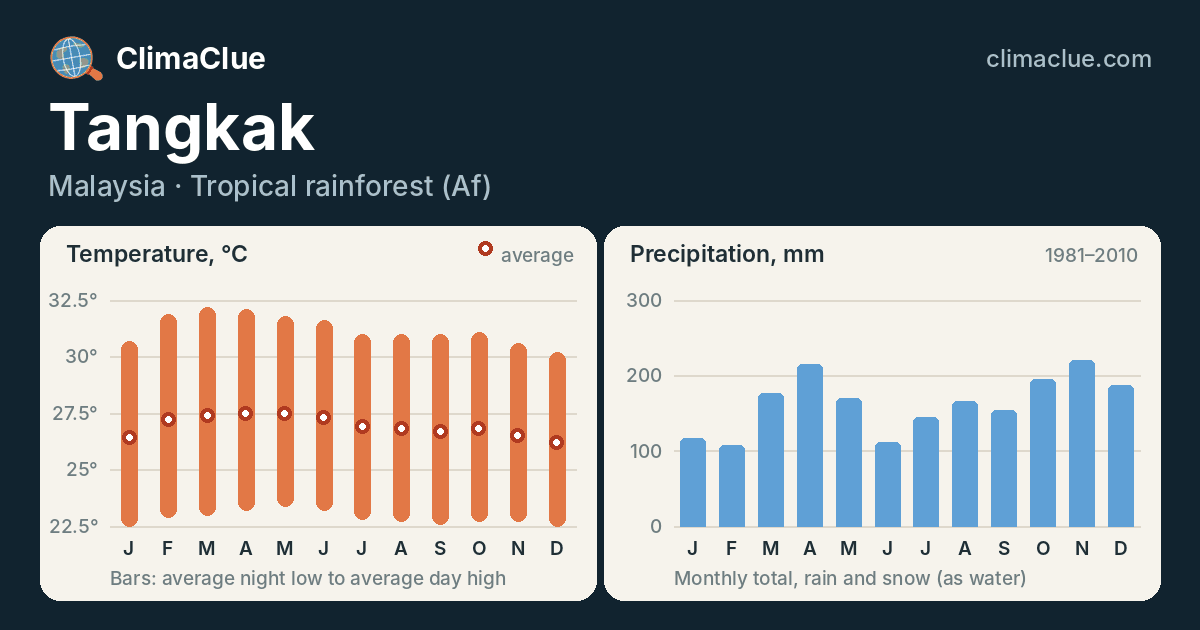 ClimaClue
climaclue.com
Tangkak
Malaysia · Tropical rainforest (Af)
Temperature, °C
average
32.5°
30°
27.5°
25°
22.5°
J F M A M J J A S O N D
Bars: average night low to average day high
Precipitation, mm
1981–2010
300
200
100
0
J F M A M J J A S O N D
Monthly total, rain and snow (as water)